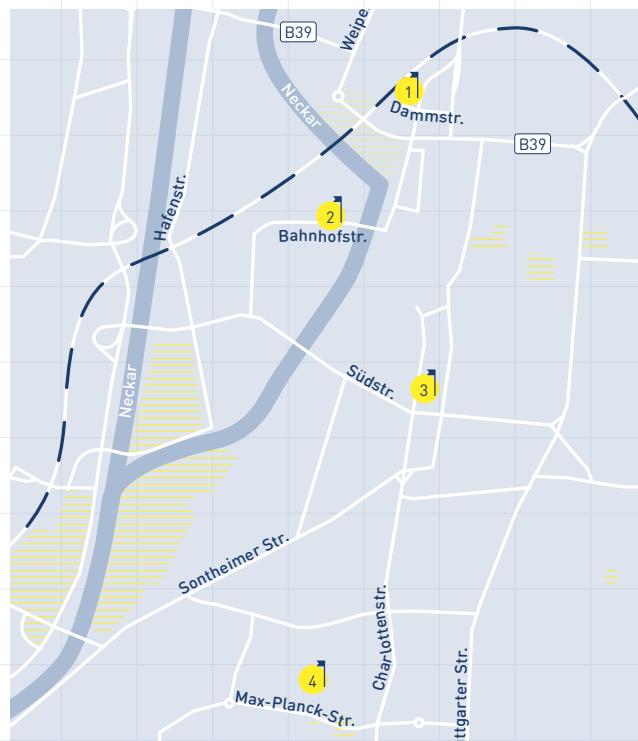 B39
Weipe
1
Neckar
Dammstr.
B39
Hafenstr.
2
Bahnhofstr.
Neckar
Südstr.
3
Sontheimer Str.
Charlottenstr.
4
ttgarter Str.
Max-Planck-Str.